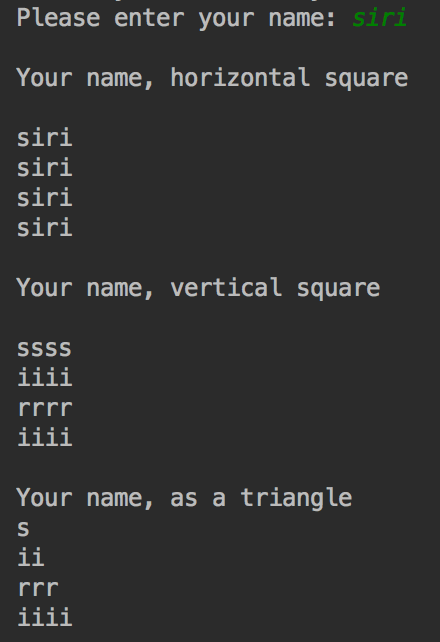 Please enter your name: siri
Your name, horizontal square
siri
siri
siri
siri
Your name, vertical square
ssss
iiii
rrrr
iiii
Your name, as a triangle
s
ii
rrr
iiii